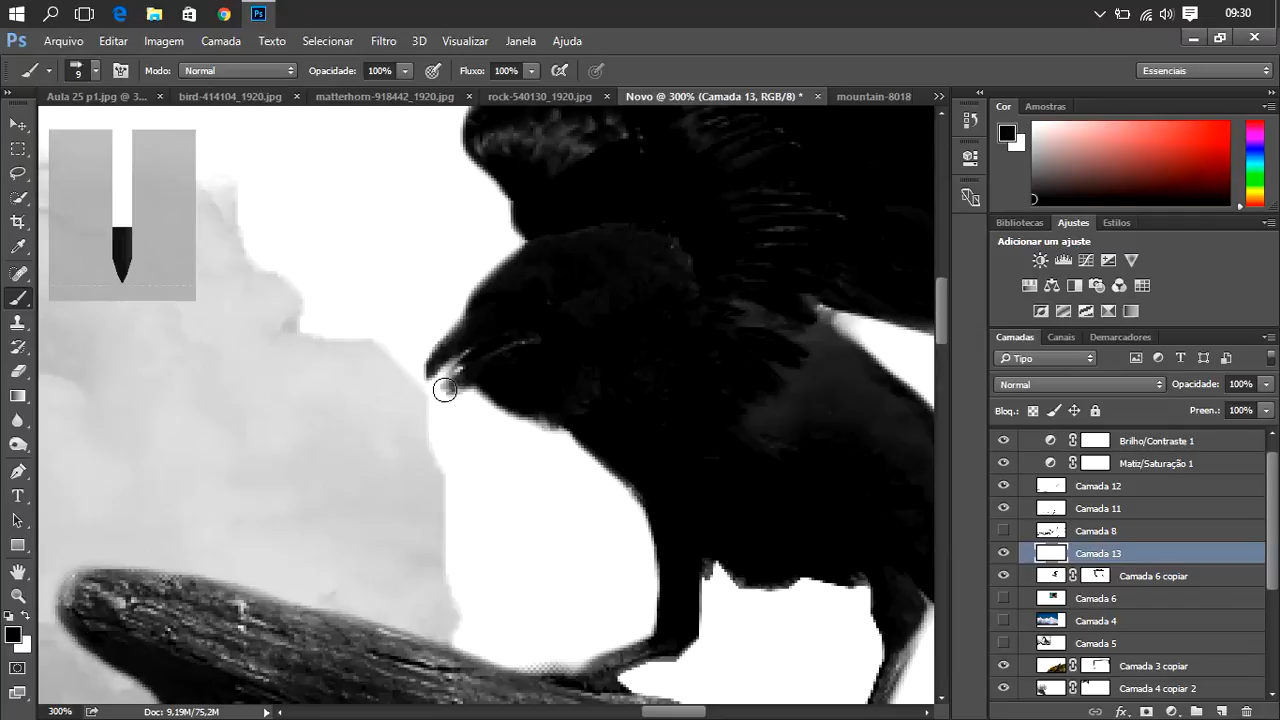 09:30
Ps Arquivo Editar Imagem Camada Texto Selecionar Filtro 3D Visualizar Janela Ajuda
9 Modo: Normal Opacidade: 100% Fluxo: 100% Essenciais
Aula 25 p1.jpg @ 3... × bird-414104_1920.jpg × matterhorn-918442_1920.jpg × rock-540130_1920.jpg × Novo @ 300% (Camada 13, RGB/8) * × mountain-8018
Cor Amostras
Bibliotecas Ajustes Estilos
Adicionar um ajuste
Camadas Canais Demarcadores
Tipo
Normal Opacidade: 100%
Bloq.: Preen.: 100%
Brilho/Contraste 1
Matiz/Saturação 1
Camada 12
Camada 11
Camada 8
Camada 13
Camada 6 copiar
Camada 6
Camada 4
Camada 5
Camada 3 copiar
Camada 4 copiar 2
300% Doc: 9,19M/75,2M